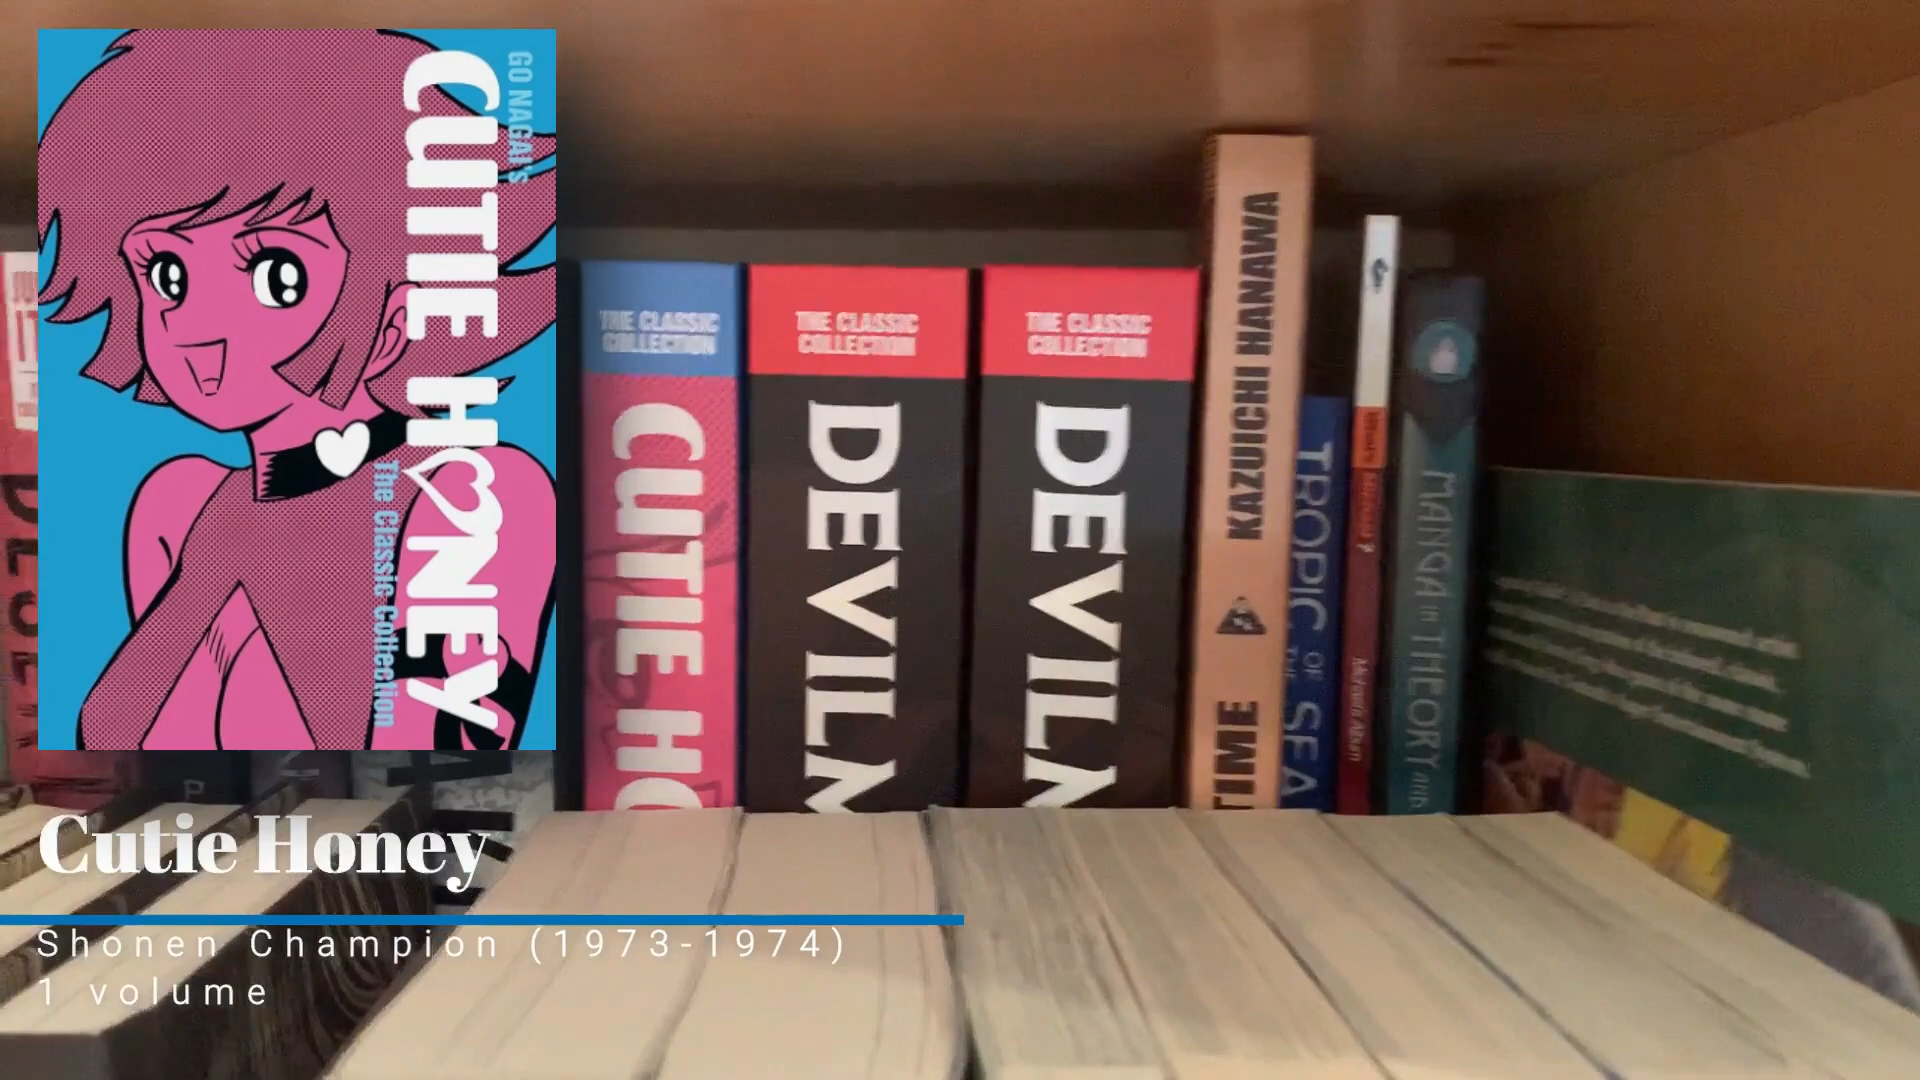 GO NAGAI's
CUTIE HONEY
The Classic Collection
THE CLASSIC
COLLECTION
CUTIE HO
THE CLASSIC
COLLECTION
DEVILM
THE CLASSIC
COLLECTION
DEVILM
KAZUICHI HANAWA
TIME
TROPIC OF
THE SEA
MANGA in THEORY and
Cutie Honey
Shonen Champion (1973-1974)
1 volume